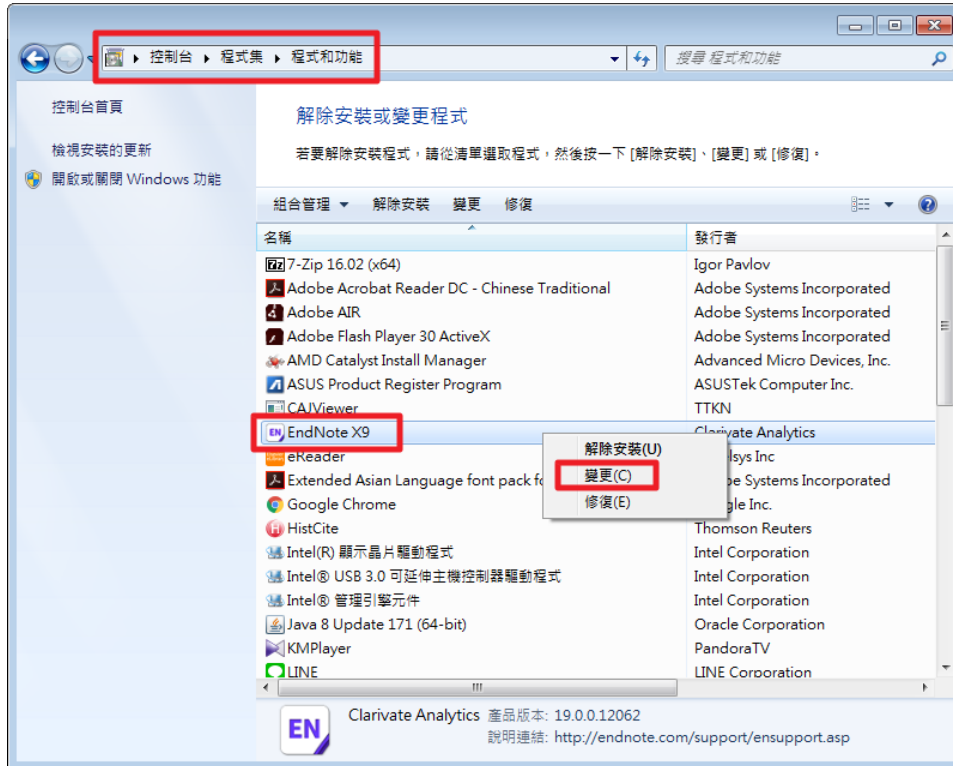 控制台 ▸ 程式集 ▸ 程式和功能
搜尋 程式和功能
控制台首頁
檢視安裝的更新
開啟或關閉 Windows 功能
解除安裝或變更程式
若要解除安裝程式，請從清單選取程式，然後按一下 [解除安裝]、[變更] 或 [修復]。
組合管理 解除安裝 變更 修復
名稱 發行者
7-Zip 16.02 (x64) Igor Pavlov
Adobe Acrobat Reader DC - Chinese Traditional Adobe Systems Incorporated
Adobe AIR Adobe Systems Incorporated
Adobe Flash Player 30 ActiveX Adobe Systems Incorporated
AMD Catalyst Install Manager Advanced Micro Devices, Inc.
ASUS Product Register Program ASUSTek Computer Inc.
CAJViewer TTKN
EndNote X9 Clarivate Analytics
eReader lsys Inc
Extended Asian Language font pack fo e Systems Incorporated
Google Chrome gle Inc.
HistCite Thomson Reuters
Intel(R) 顯示晶片驅動程式 Intel Corporation
Intel® USB 3.0 可延伸主機控制器驅動程式 Intel Corporation
Intel® 管理引擎元件 Intel Corporation
Java 8 Update 171 (64-bit) Oracle Corporation
KMPlayer PandoraTV
LINE LINE Corporation
解除安裝(U)
變更(C)
修復(E)
EN
Clarivate Analytics 產品版本: 19.0.0.12062
說明連結: http://endnote.com/support/ensupport.asp